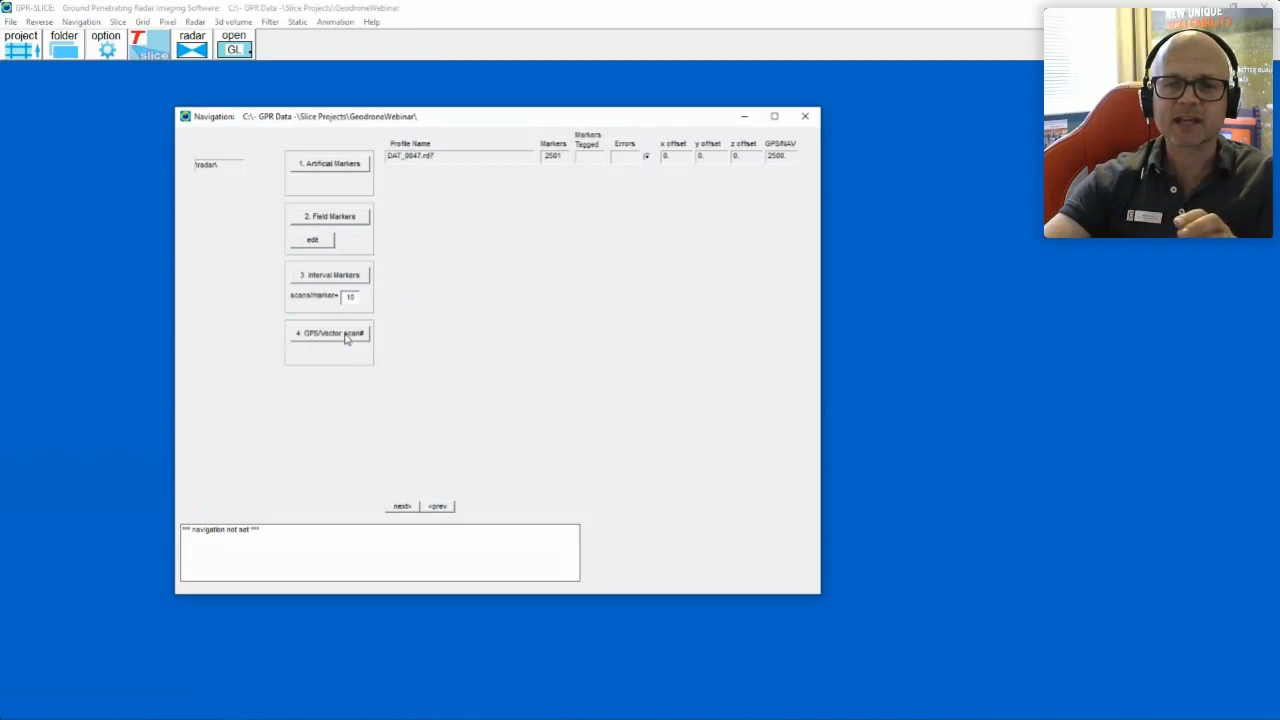 GPR-SLICE: Ground Penetrating Radar Imaging Software: C:\- GPR Data -\Slice Projects\GeodroneWebinar
File Reverse Navigation Slice Grid Pixel Radar 3d volume Filter Static Animation Help
project folder option T slice radar open GL
NEW UNIQUE
BETTER QUAL
Navigation: C:\- GPR Data -\Slice Projects\GeodroneWebinar\
\radar\
Profile Name Markers Markers Tagged Errors x offset y offset z offset GPS/NAV
DAT_0047.rd7 2501 0. 0. 0. 2500.
1. Artificial Markers
2. Field Markers
edit
3. Interval Markers
scans/marker= 10
4 GPS/Vector scan#
next> <prev
*** navigation not set ***